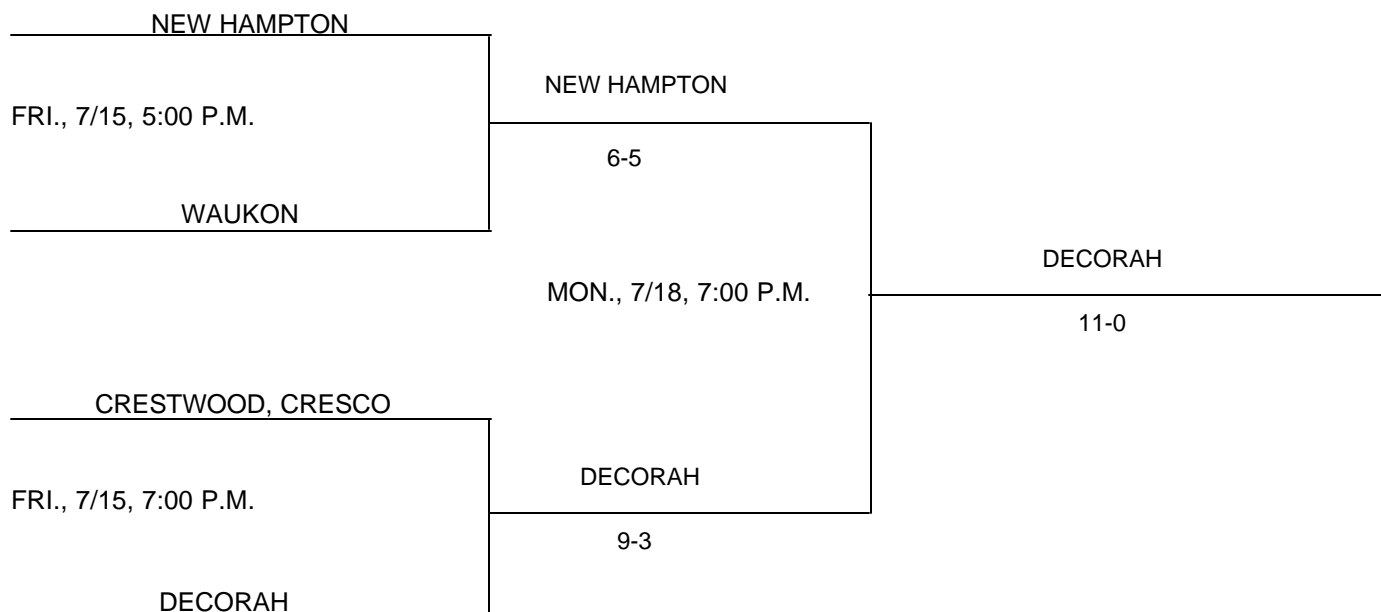 NEW HAMPTON
NEW HAMPTON
FRI., 7/15, 5:00 P.M.
6-5
WAUKON
DECORAH
MON., 7/18, 7:00 P.M.
11-0
CRESTWOOD, CRESCO
DECORAH
FRI., 7/15, 7:00 P.M.
9-3
DECORAH